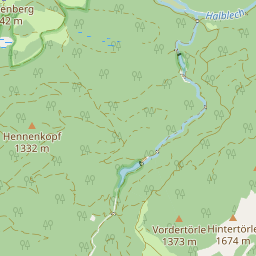 enberg
42 m
Halblech
Hennenkopf
1332 m
Vordertörle
1373 m
Hintertörle
1674 m